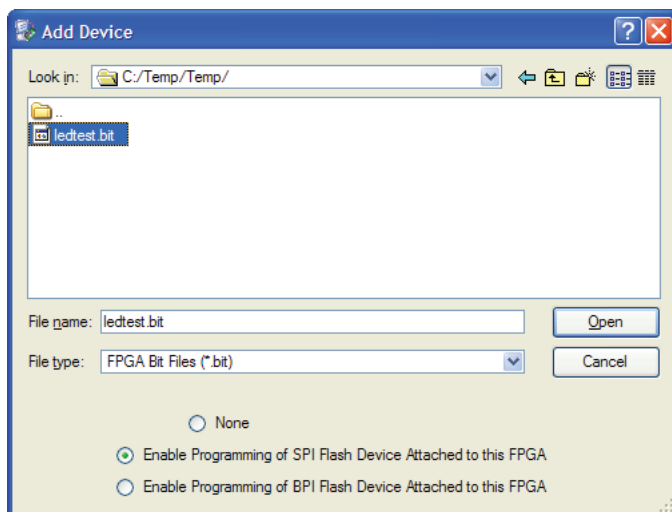 Add Device
Look in: C:/Temp/Temp/
..
ledtest.bit
File name: ledtest.bit
Open
File type: FPGA Bit Files (*.bit)
Cancel
None
Enable Programming of SPI Flash Device Attached to this FPGA
Enable Programming of BPI Flash Device Attached to this FPGA